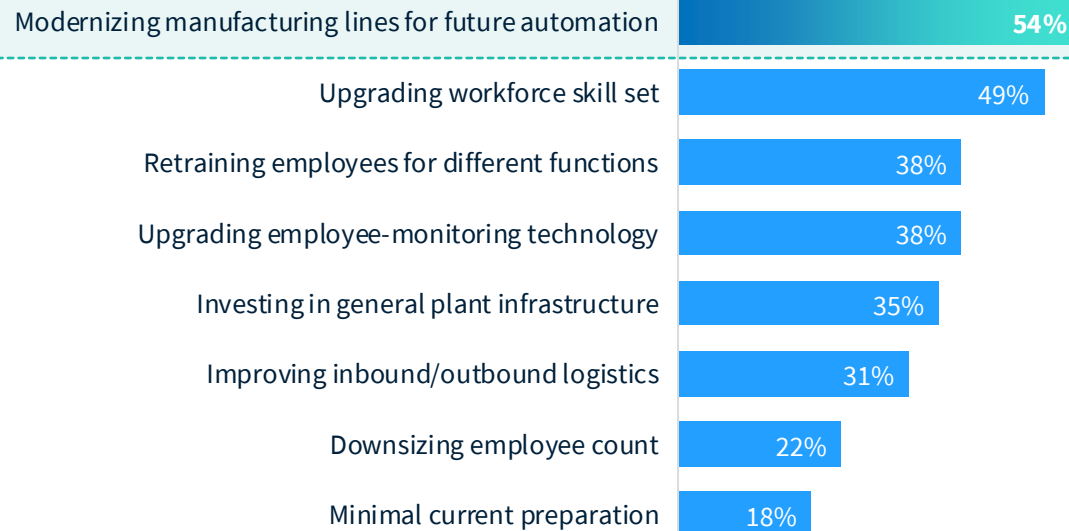 Modernizing manufacturing lines for future automation 54%
Upgrading workforce skill set 49%
Retraining employees for different functions 38%
Upgrading employee-monitoring technology 38%
Investing in general plant infrastructure 35%
Improving inbound/outbound logistics 31%
Downsizing employee count 22%
Minimal current preparation 18%